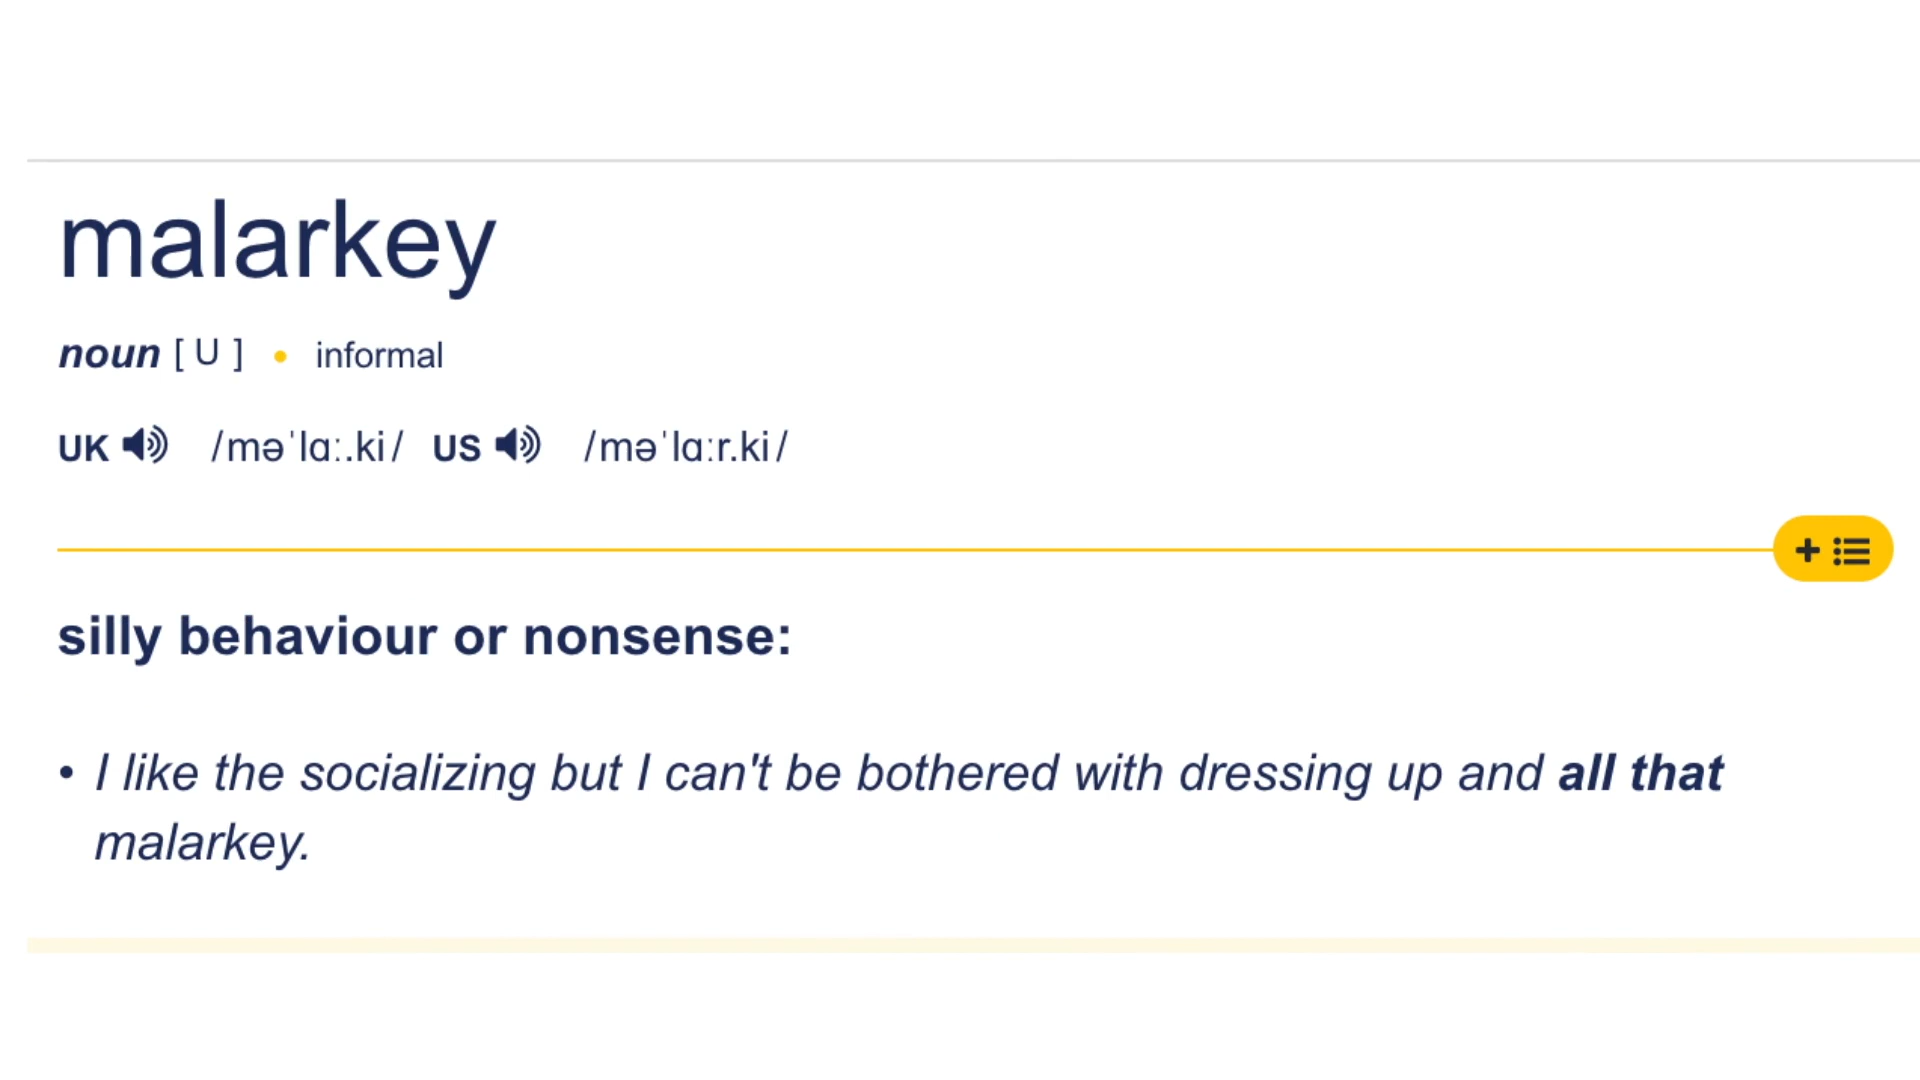 malarkey
noun [ U ] • informal
UK /məˈlɑː.ki/ US /məˈlɑːr.ki/
silly behaviour or nonsense:
• I like the socializing but I can't be bothered with dressing up and all that
malarkey.